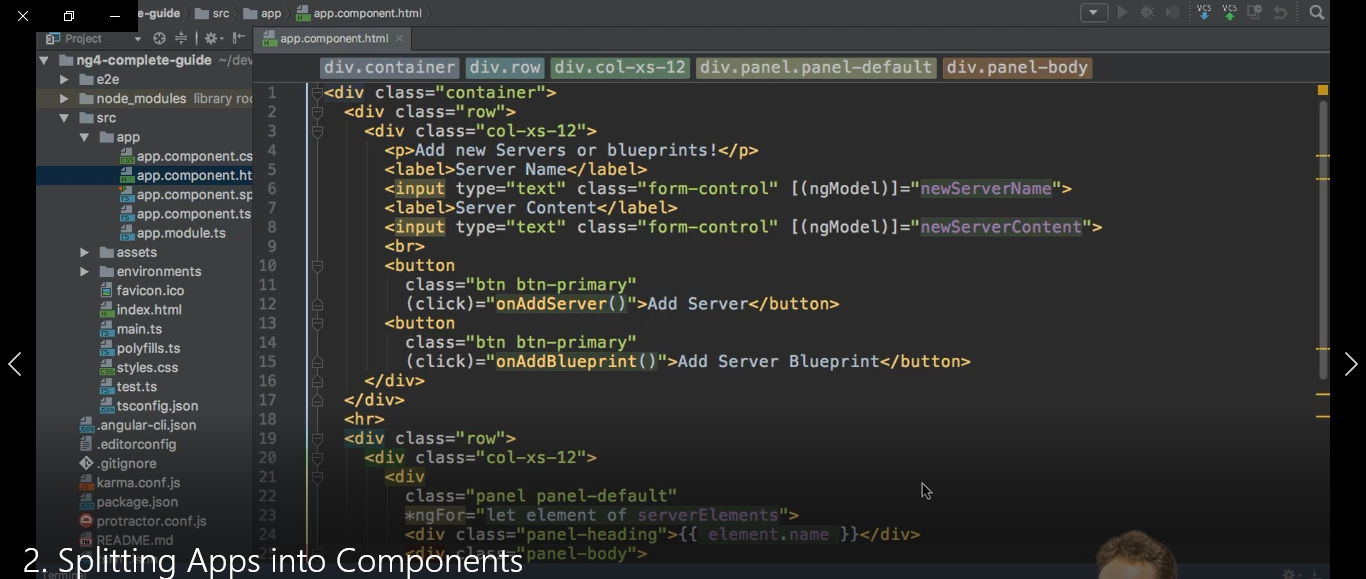 e-guide src app app.component.html
Project
app.component.html
ng4-complete-guide ~/dev
e2e
node_modules library roo
src
app
app.component.cs
app.component.ht
app.component.sp
app.component.ts
app.module.ts
assets
environments
favicon.ico
index.html
main.ts
polyfills.ts
styles.css
test.ts
tsconfig.json
.angular-cli.json
.editorconfig
.gitignore
karma.conf.js
package.json
protractor.conf.js
README.md
VCS VCS
div.container div.row div.col-xs-12 div.panel.panel-default div.panel-body
1 <div class="container">
2 <div class="row">
3 <div class="col-xs-12">
4 <p>Add new Servers or blueprints!</p>
5 <label>Server Name</label>
6 <input type="text" class="form-control" [(ngModel)]="newServerName">
7 <label>Server Content</label>
8 <input type="text" class="form-control" [(ngModel)]="newServerContent">
9 <br>
10 <button
11 class="btn btn-primary"
12 (click)="onAddServer()">Add Server</button>
13 <button
14 class="btn btn-primary"
15 (click)="onAddBlueprint()">Add Server Blueprint</button>
16 </div>
17 </div>
18 <hr>
19 <div class="row">
20 <div class="col-xs-12">
21 <div
22 class="panel panel-default"
23 *ngFor="let element of serverElements">
24 <div class="panel-heading">{{ element.name }}</div>
<div class="panel-body">
2. Splitting Apps into Components